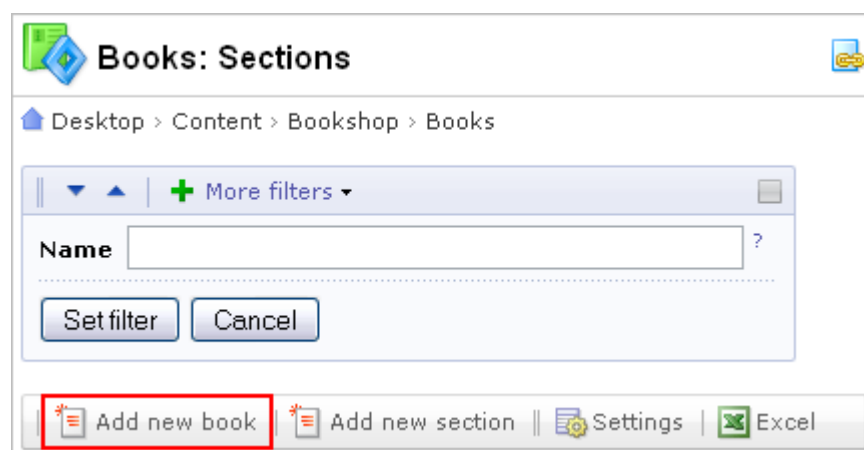 Books: Sections
Desktop > Content > Bookshop > Books
More filters
Name ?
Set filter Cancel
Add new book Add new section Settings Excel